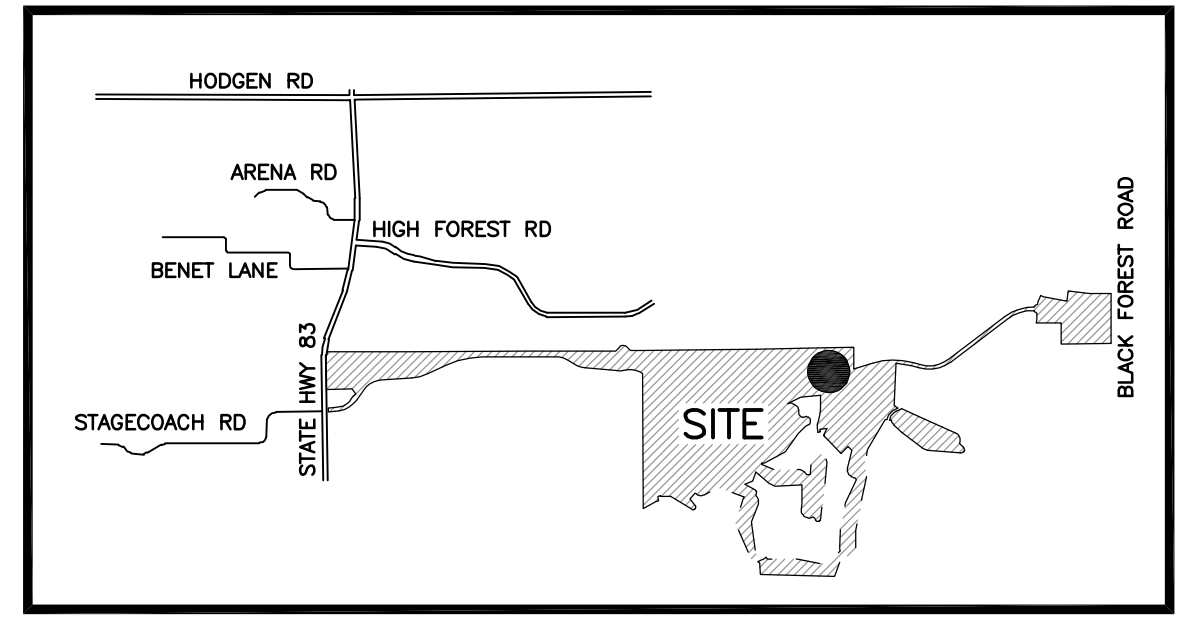 HODGEN RD
ARENA RD
HIGH FOREST RD
BENET LANE
STATE HWY 83
STAGECOACH RD
SITE
BLACK FOREST ROAD